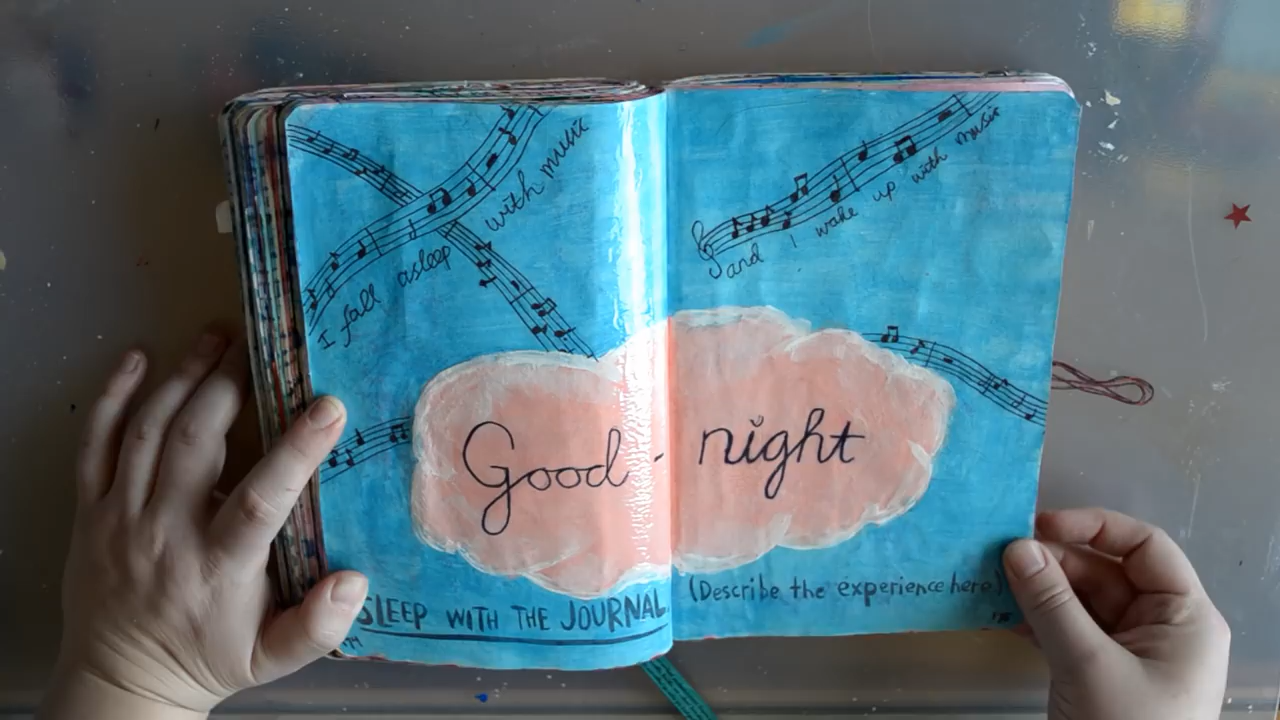 I fall asleep with music
and I wake up with music
Good-night
SLEEP WITH THE JOURNAL.
(Describe the experience here)